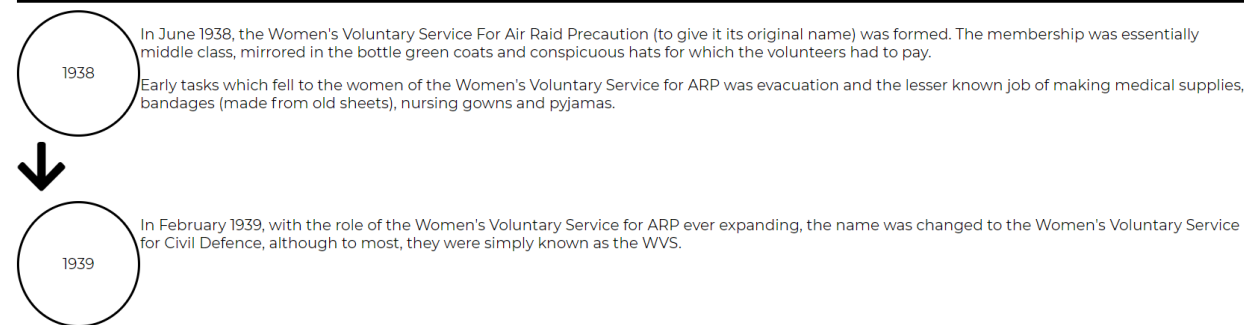 1938
In June 1938, the Women's Voluntary Service For Air Raid Precaution (to give it its original name) was formed. The membership was essentially
middle class, mirrored in the bottle green coats and conspicuous hats for which the volunteers had to pay.
Early tasks which fell to the women of the Women's Voluntary Service for ARP was evacuation and the lesser known job of making medical supplies,
bandages (made from old sheets), nursing gowns and pyjamas.
1939
In February 1939, with the role of the Women's Voluntary Service for ARP ever expanding, the name was changed to the Women's Voluntary Service
for Civil Defence, although to most, they were simply known as the WVS.